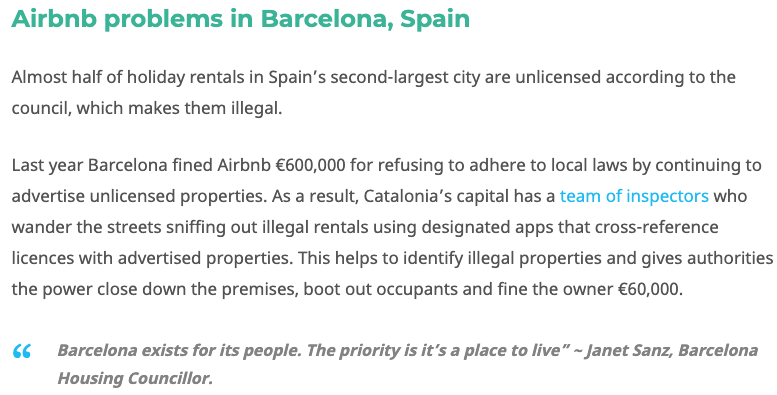 Airbnb problems in Barcelona, Spain
Almost half of holiday rentals in Spain’s second-largest city are unlicensed according to the
council, which makes them illegal.
Last year Barcelona fined Airbnb €600,000 for refusing to adhere to local laws by continuing to
advertise unlicensed properties. As a result, Catalonia’s capital has a team of inspectors who
wander the streets sniffing out illegal rentals using designated apps that cross-reference
licences with advertised properties. This helps to identify illegal properties and gives authorities
the power close down the premises, boot out occupants and fine the owner €60,000.
“ Barcelona exists for its people. The priority is it’s a place to live” ~ Janet Sanz, Barcelona
Housing Councillor.